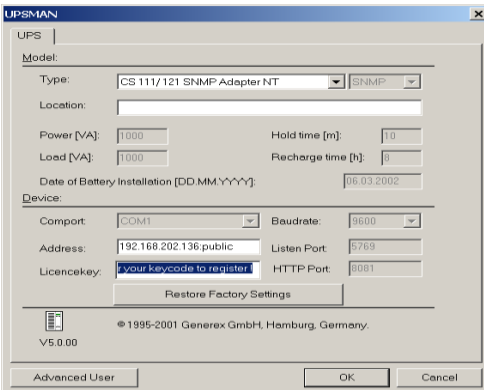 UPSMAN
UPS
Model:
Type: CS 111/121 SNMP Adapter NT SNMP
Location:
Power [VA]: 1000 Hold time [m]: 10
Load [VA]: 1000 Recharge time [h]: 8
Date of Battery Installation [DD.MM.YYYY]: 06.03.2002
Device:
Comport: COM1 Baudrate: 9600
Address: 192.168.202.136:public Listen Port: 5769
Licencekey: r your keycode to register HTTP Port: 8081
Restore Factory Settings
© 1995-2001 Generex GmbH, Hamburg, Germany.
V5.0.00
Advanced User OK Cancel